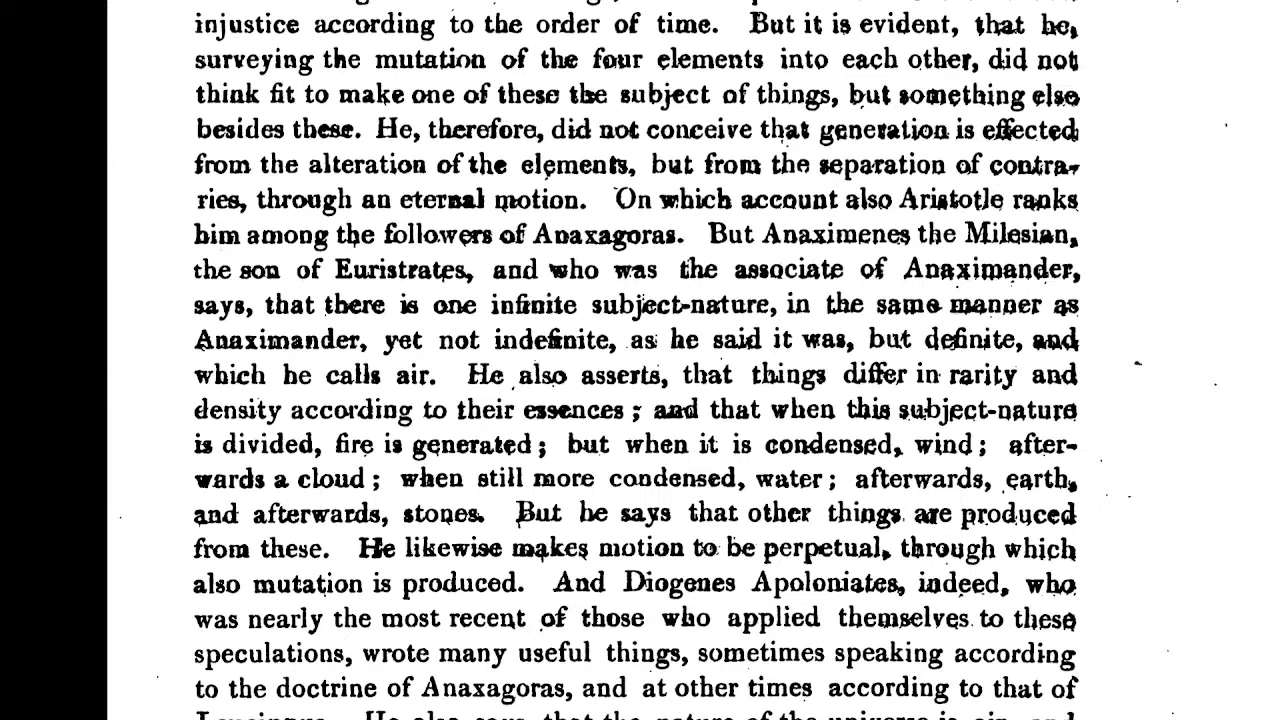 injustice according to the order of time. But it is evident, that he,
surveying the mutation of the four elements into each other, did not
think fit to make one of these the subject of things, but something else
besides these. He, therefore, did not conceive that generation is effected
from the alteration of the elements, but from the separation of contra-
ries, through an eternal motion. On which account also Aristotle ranks
him among the followers of Anaxagoras. But Anaximenes the Milesian,
the son of Euristrates, and who was the associate of Anaximander,
says, that there is one infinite subject-nature, in the same manner as
Anaximander, yet not indefinite, as he said it was, but definite, and
which he calls air. He also asserts, that things differ in rarity and
density according to their essences; and that when this subject-nature
is divided, fire is generated; but when it is condensed, wind; after-
wards a cloud; when still more condensed, water; afterwards, earth,
and afterwards, stones. But he says that other things are produced
from these. He likewise makes motion to be perpetual, through which
also mutation is produced. And Diogenes Apoloniates, indeed, who
was nearly the most recent of those who applied themselves to these
speculations, wrote many useful things, sometimes speaking according
to the doctrine of Anaxagoras, and at other times according to that of
He also says, that the nature of the universe is air, and